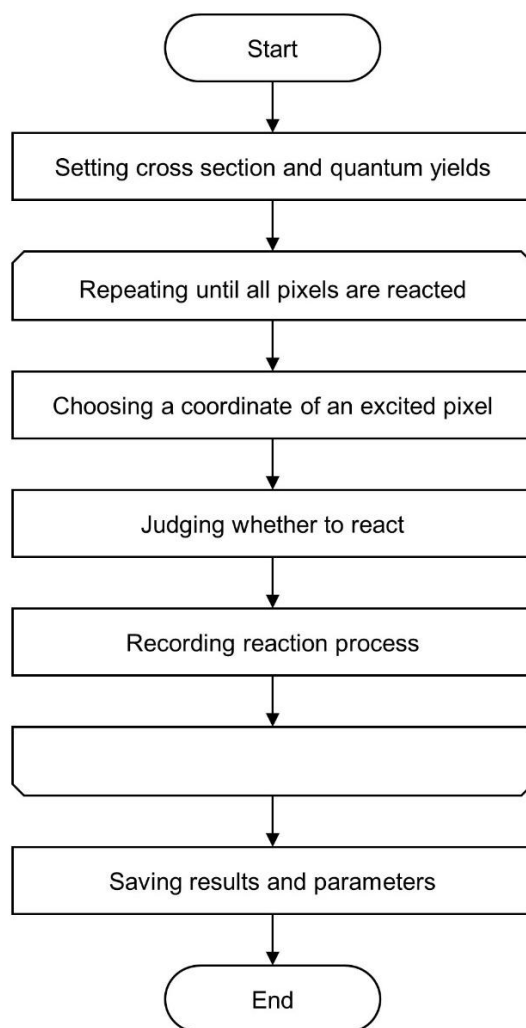 Start
Setting cross section and quantum yields
Repeating until all pixels are reacted
Choosing a coordinate of an excited pixel
Judging whether to react
Recording reaction process
Saving results and parameters
End